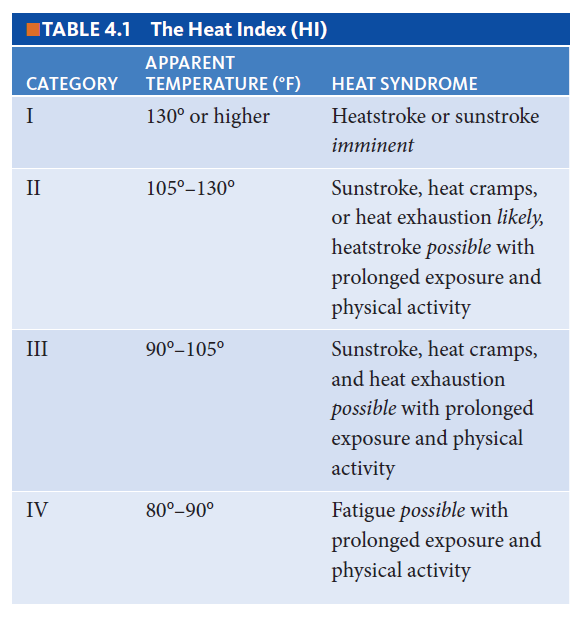 TABLE 4.1 The Heat Index (HI)
APPARENT
CATEGORY TEMPERATURE (°F) HEAT SYNDROME
I 130° or higher Heatstroke or sunstroke
imminent
II 105°–130° Sunstroke, heat cramps,
or heat exhaustion likely,
heatstroke possible with
prolonged exposure and
physical activity
III 90°–105° Sunstroke, heat cramps,
and heat exhaustion
possible with prolonged
exposure and physical
activity
IV 80°–90° Fatigue possible with
prolonged exposure and
physical activity